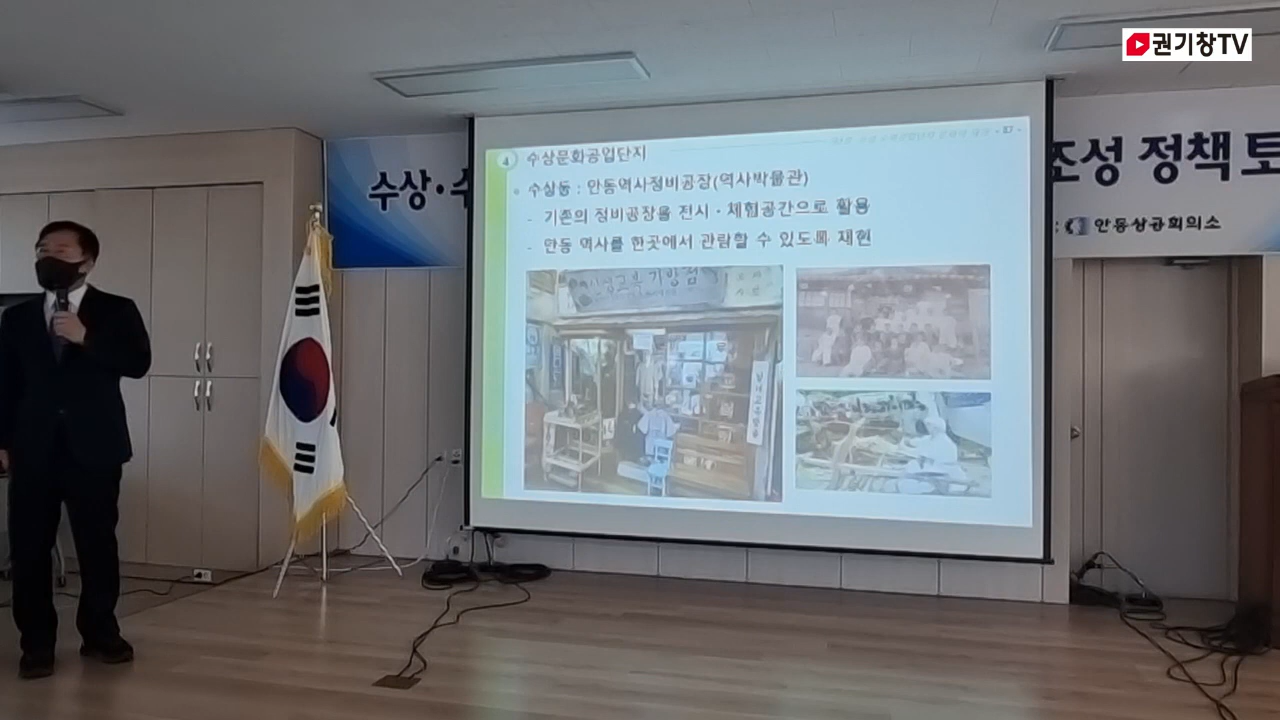 권기창TV
수상·수
조성 정책 토
안동상공회의소
4 수상문화공업단지
수상동 : 안동역사정비공장(역사박물관)
- 기존의 정비공장을 전시·체험공간으로 활용
- 안동 역사를 한곳에서 관람할 수 있도록 재현
교복